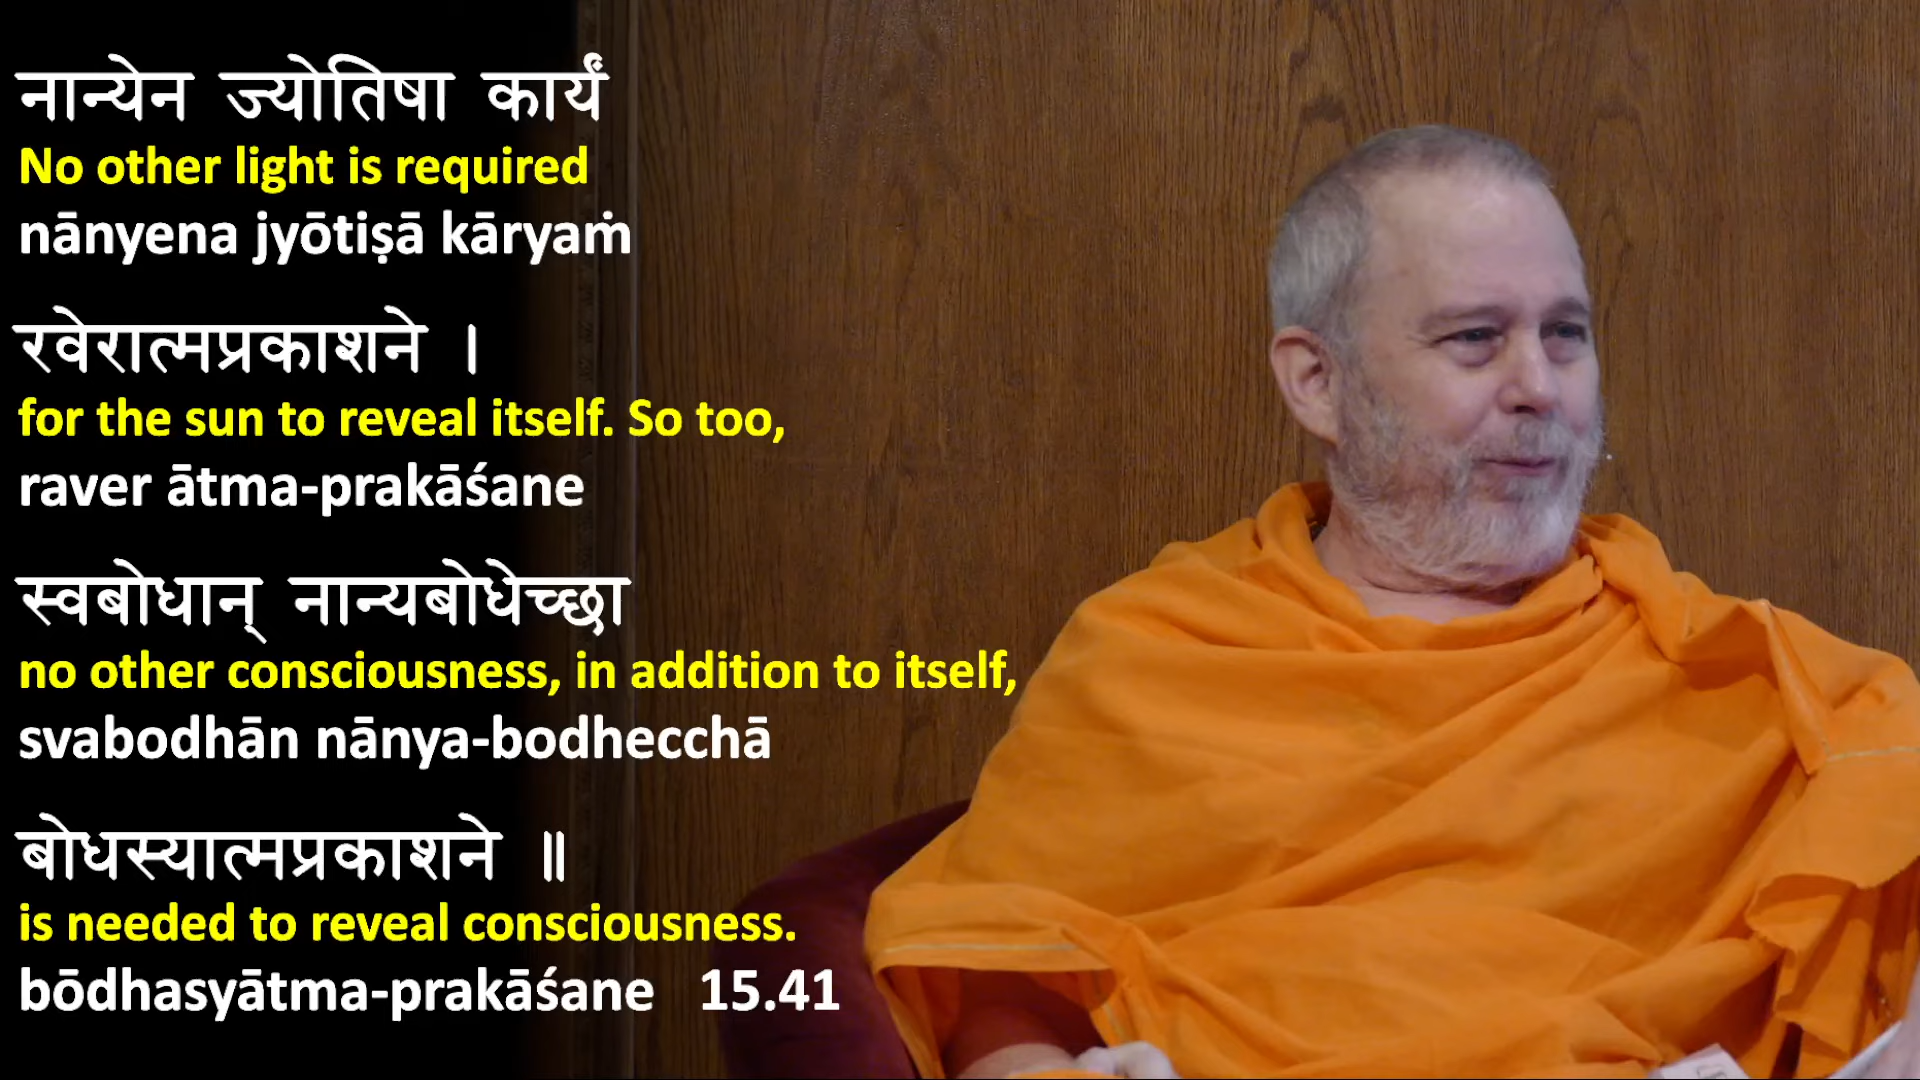 नान्येन ज्योतिषा कार्यं
No other light is required
nānyena jyōtiṣā kāryaṁ
रवेरात्मप्रकाशने ।
for the sun to reveal itself. So too,
raver ātma-prakāśane
स्वबोधान् नान्यबोधेच्छा
no other consciousness, in addition to itself,
svabodhān nānya-bodhecchā
बोधस्यात्मप्रकाशने ॥
is needed to reveal consciousness.
bōdhasyātma-prakāśane 15.41